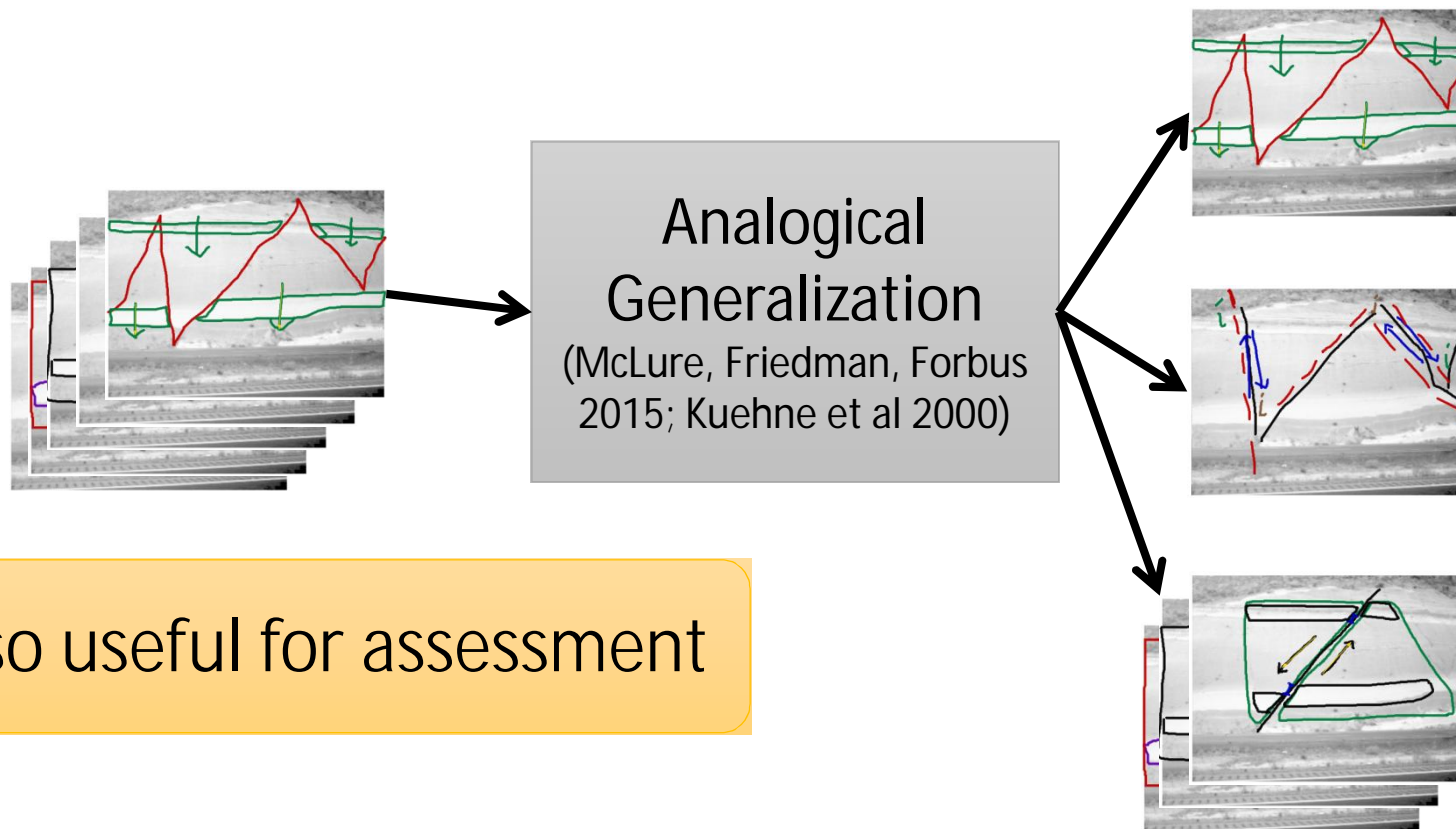 Analogical
Generalization
(McLure, Friedman, Forbus
2015; Kuehne et al 2000)
so useful for assessment